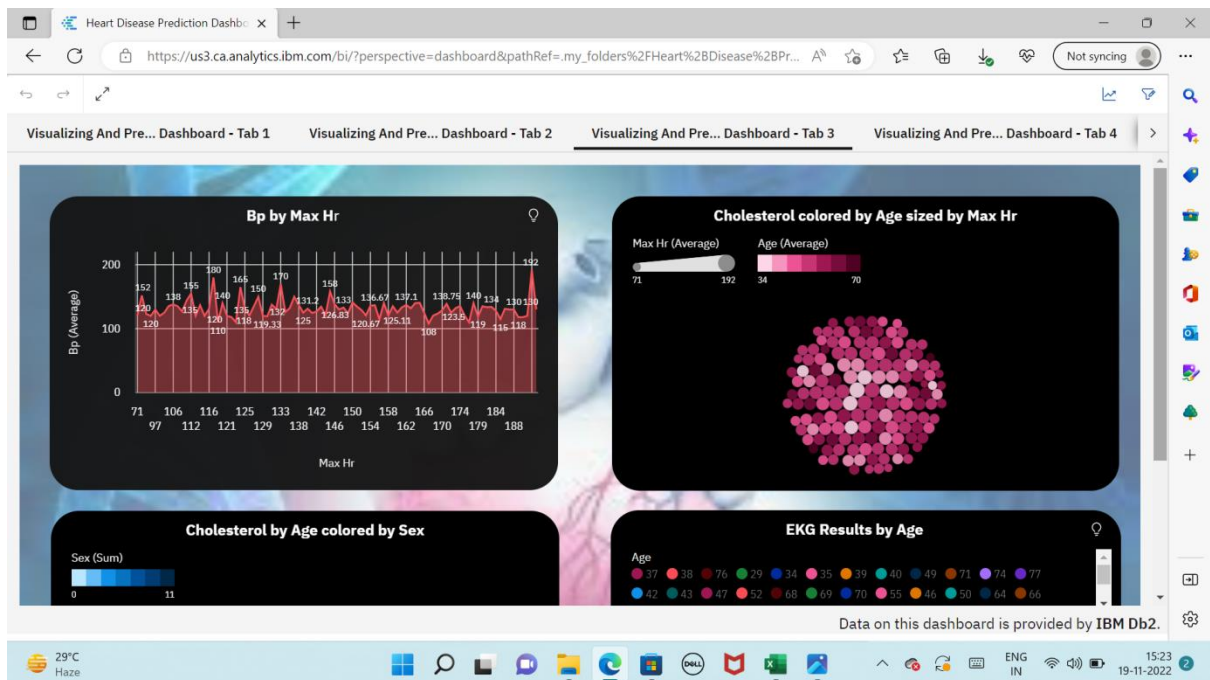 Heart Disease Prediction Dashbo
https://us3.ca.analytics.ibm.com/bi/?perspective=dashboard&pathRef=.my_folders%2FHeart%2BDisease%2BPr...
Not syncing
Visualizing And Pre... Dashboard - Tab 1
Visualizing And Pre... Dashboard - Tab 2
Visualizing And Pre... Dashboard - Tab 3
Visualizing And Pre... Dashboard - Tab 4
Bp by Max Hr
Bp (Average)
200
100
0
152 120 120 138 155 135 180 120 110 140 165 135 118 150 119.33 132 170 131.2 125 158 126.83 133 120.67 136.67 125.11 137.1 108 138.75 123.5 140 119 134 115 130 118 192 130
71 106 116 125 133 142 150 158 166 174 184
97 112 121 129 138 146 154 162 170 179 188
Max Hr
Cholesterol colored by Age sized by Max Hr
Max Hr (Average) Age (Average)
71 192 34 70
Cholesterol by Age colored by Sex
Sex (Sum)
0 11
EKG Results by Age
Age
37 38 76 29 34 35 39 40 49 71 74 77
42 43 47 52 68 69 70 55 46 50 64 66
Data on this dashboard is provided by IBM Db2.
29°C
Haze
DELL
ENG
IN
15:23
19-11-2022
2